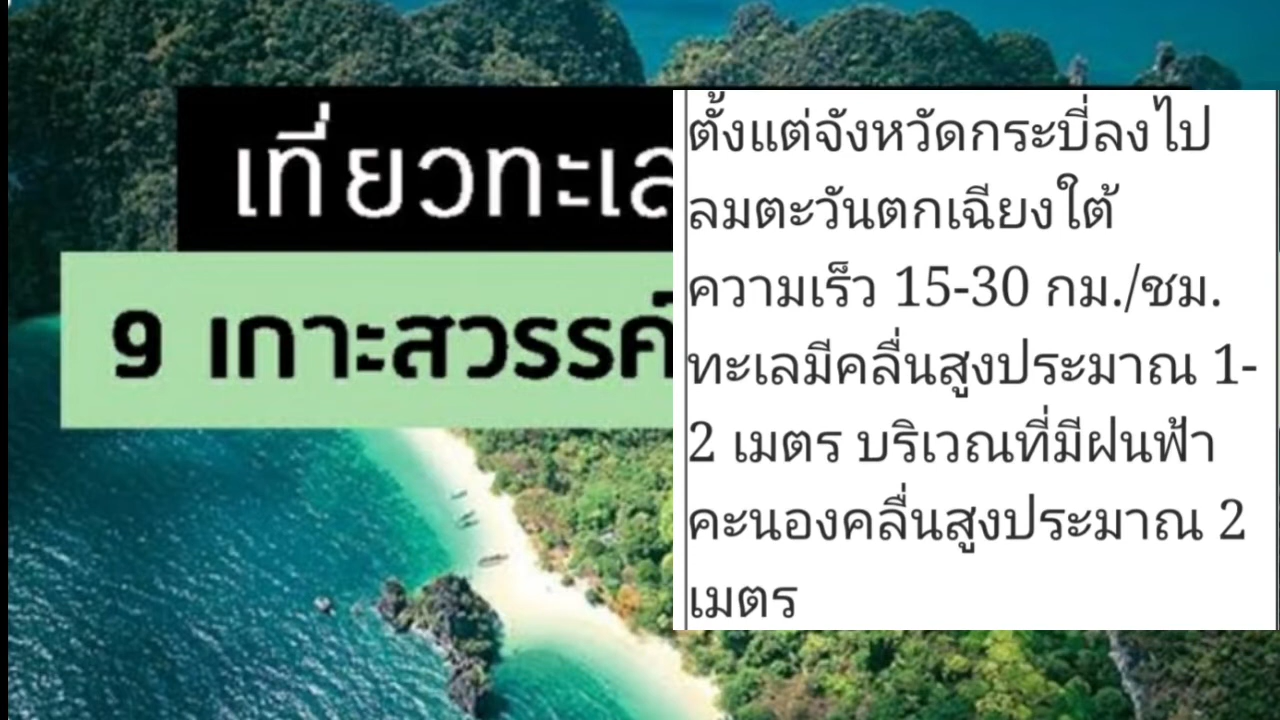 เที่ยวทะเล
9 เกาะสวรรค์
ตั้งแต่จังหวัดกระบี่ลงไป
ลมตะวันตกเฉียงใต้
ความเร็ว 15-30 กม./ชม.
ทะเลมีคลื่นสูงประมาณ 1-
2 เมตร บริเวณที่มีฝนฟ้า
คะนองคลื่นสูงประมาณ 2
เมตร